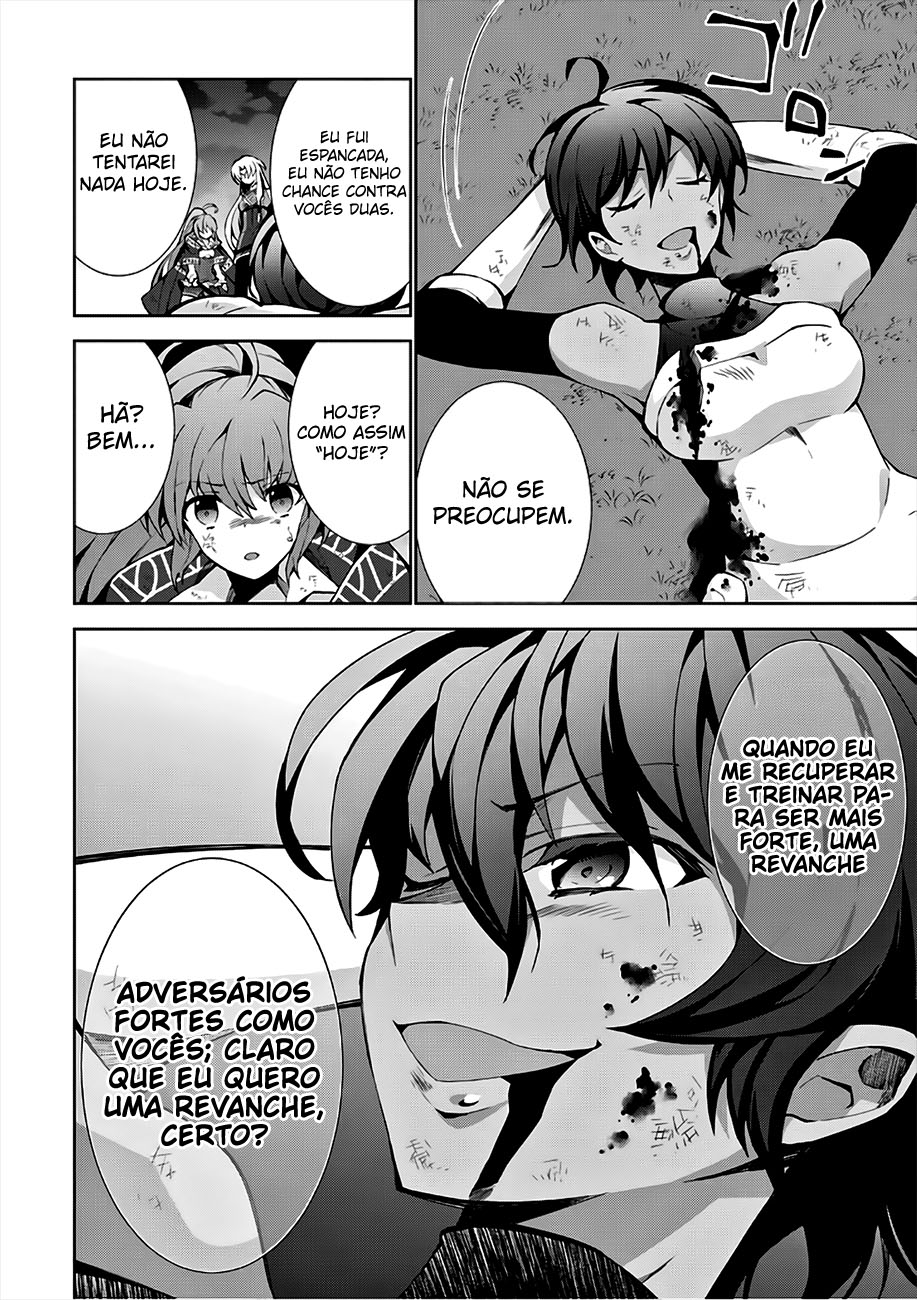 ゴロ
NÃO SE
PREOCUPEM.
EU FUI
ESPANCADA,
EU NÃO TENHO
CHANCE CONTRA
VOCÊS DUAS.
EU NÃO
TENTAREI
NADA HOJE.
HOJE?
COMO ASSIM
"HOJE"?
HÃ?
BEM...
QUANDO EU
ME RECUPERAR
E TREINAR PA-
RA SER MAIS
FORTE, UMA
REVANCHE
ADVERSÁRIOS
FORTES COMO
VOCÊS; CLARO
QUE EU QUERO
UMA REVANCHE,
CERTO?